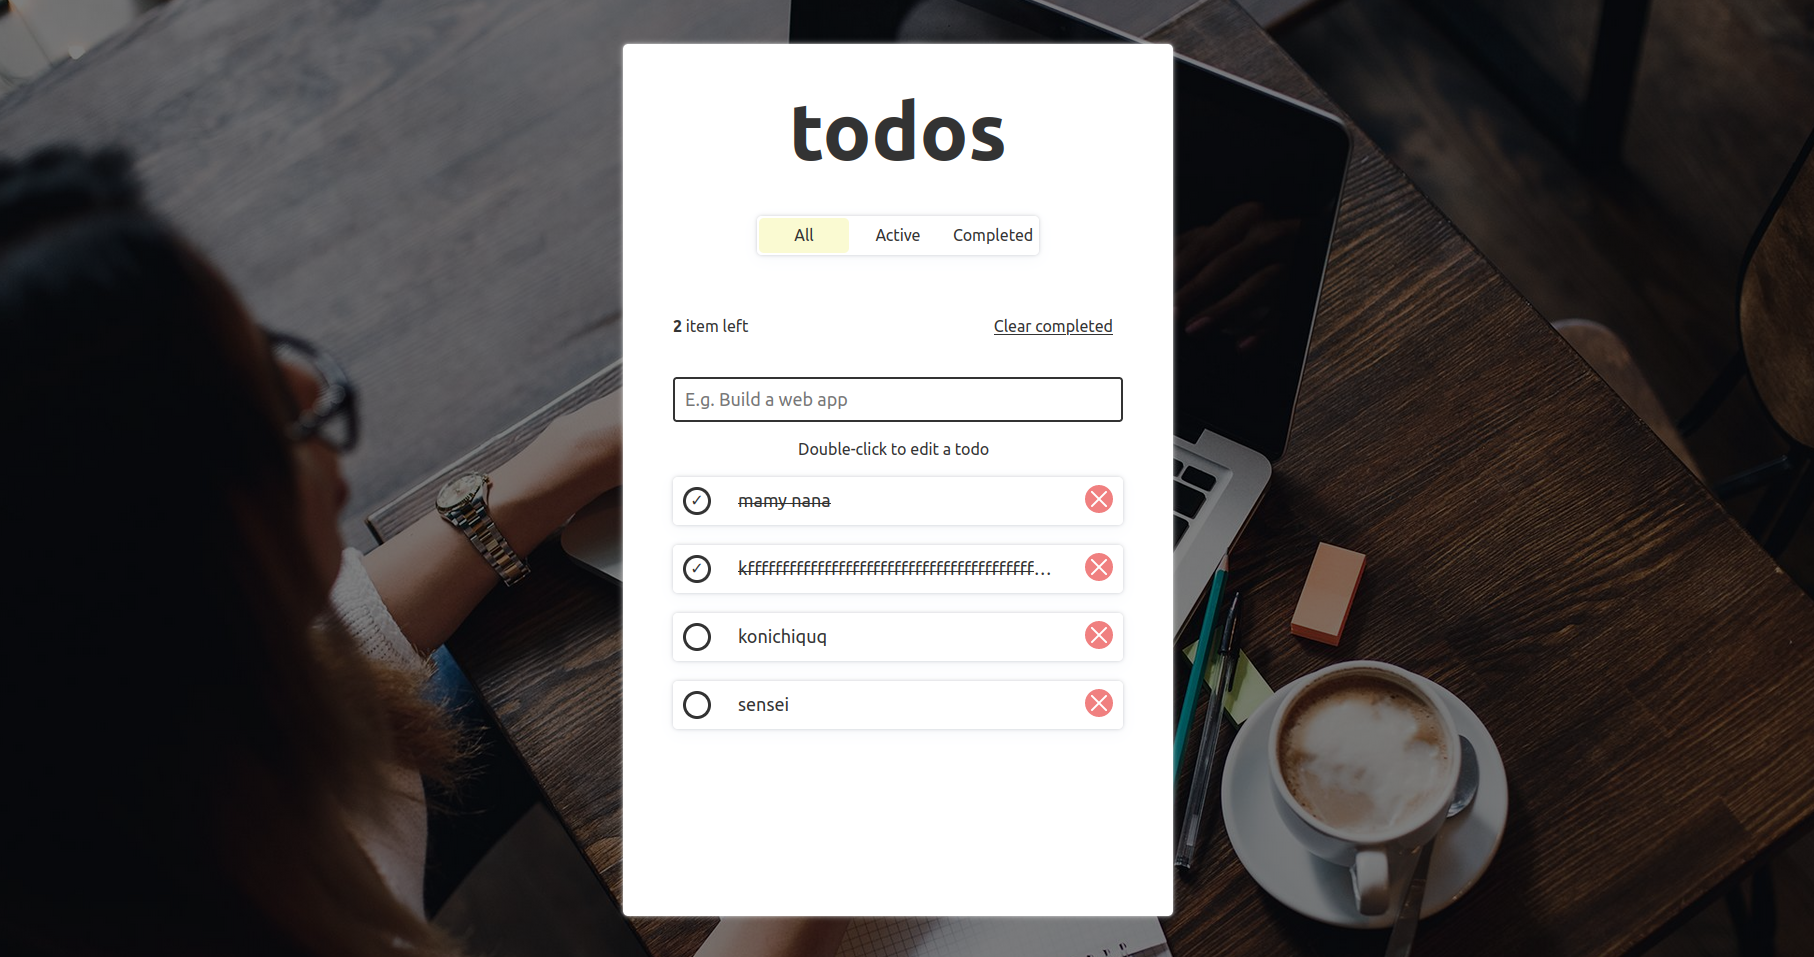 todos
All Active Completed
2 item left Clear completed
E.g. Build a web app
Double-click to edit a todo
✓ mamy nana
✓ kfffffffffffffffffffffffffffffffffffffffff...
konichiquq
sensei